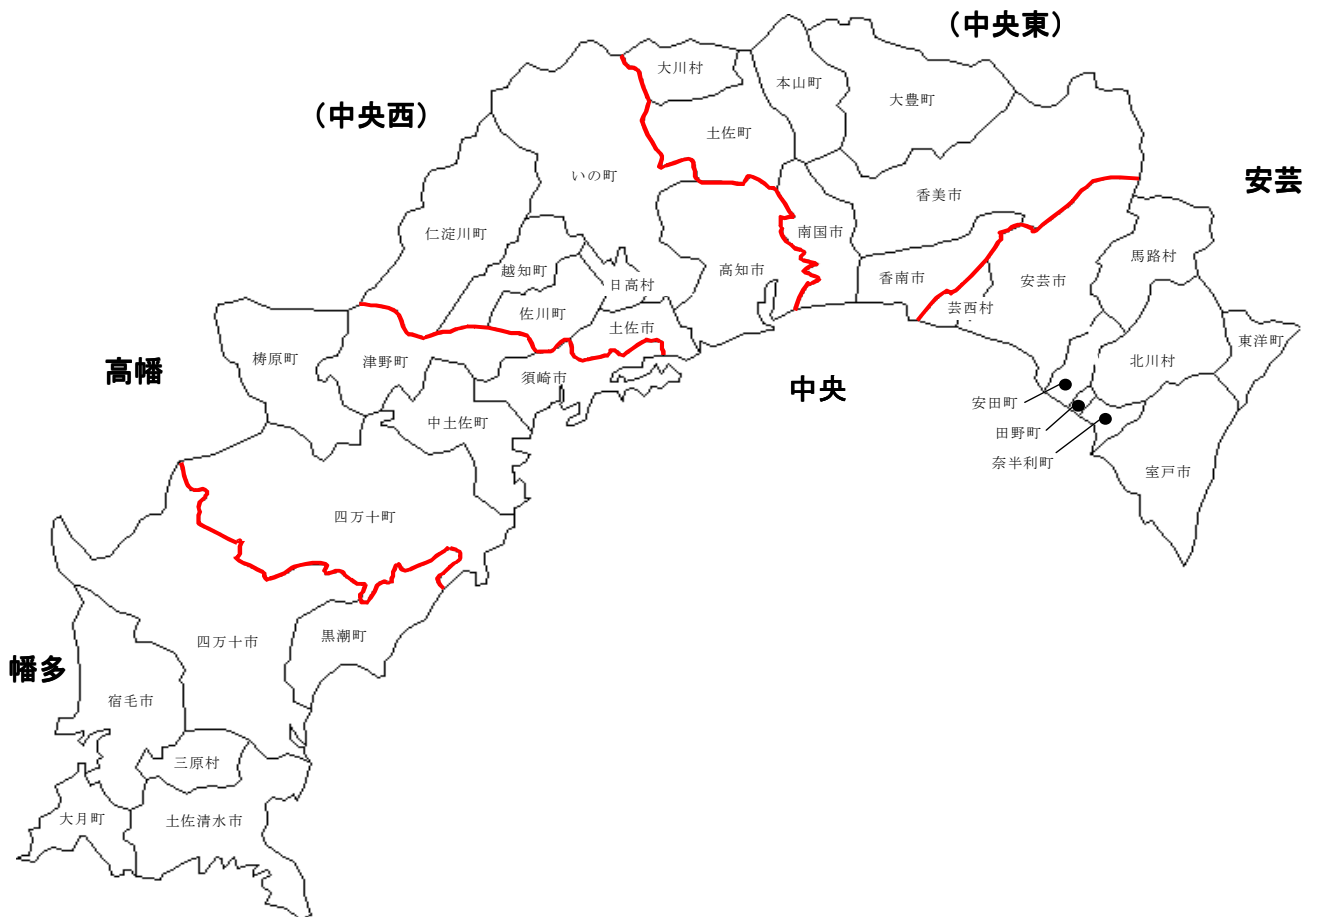 (中央東)
大川村
本山町
大豊町
(中央西)
土佐町
いの町
安芸
香美市
仁淀川町
南国市
馬路村
越知町
高知市
日高村
香南市
安芸市
佐川町
芸西村
土佐市
東洋町
梼原町
津野町
北川村
高幡
須崎市
中央
安田町
中土佐町
田野町
奈半利町
室戸市
四万十町
黒潮町
四万十市
幡多
宿毛市
三原村
大月町
土佐清水市